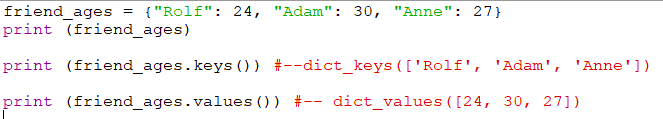 friend_ages = {"Rolf": 24, "Adam": 30, "Anne": 27}
print (friend_ages)
print (friend_ages.keys()) #--dict_keys(['Rolf', 'Adam', 'Anne'])
print (friend_ages.values()) #-- dict_values([24, 30, 27])